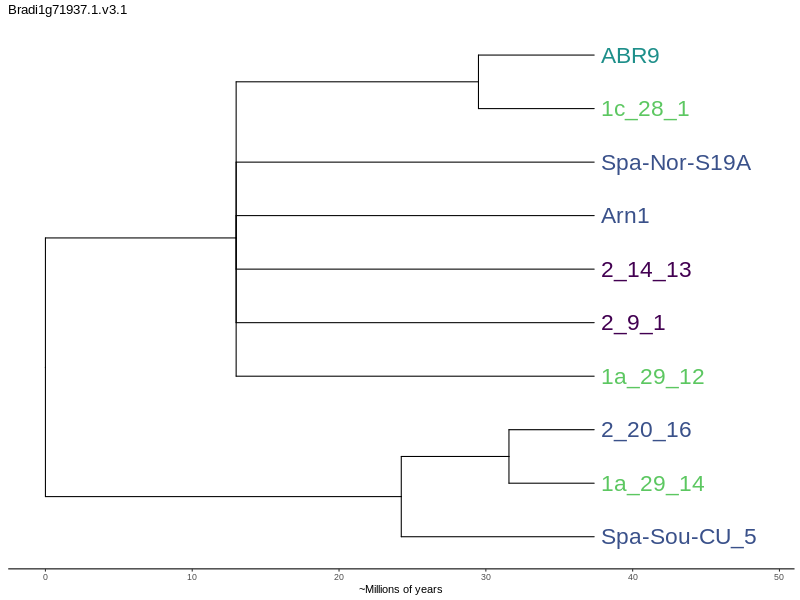 Bradi1g71937.1.v3.1
ABR9
1c_28_1
Spa-Nor-S19A
Arn1
2_14_13
2_9_1
1a_29_12
2_20_16
1a_29_14
Spa-Sou-CU_5
0 10 20 30 40 50
~Millions of years